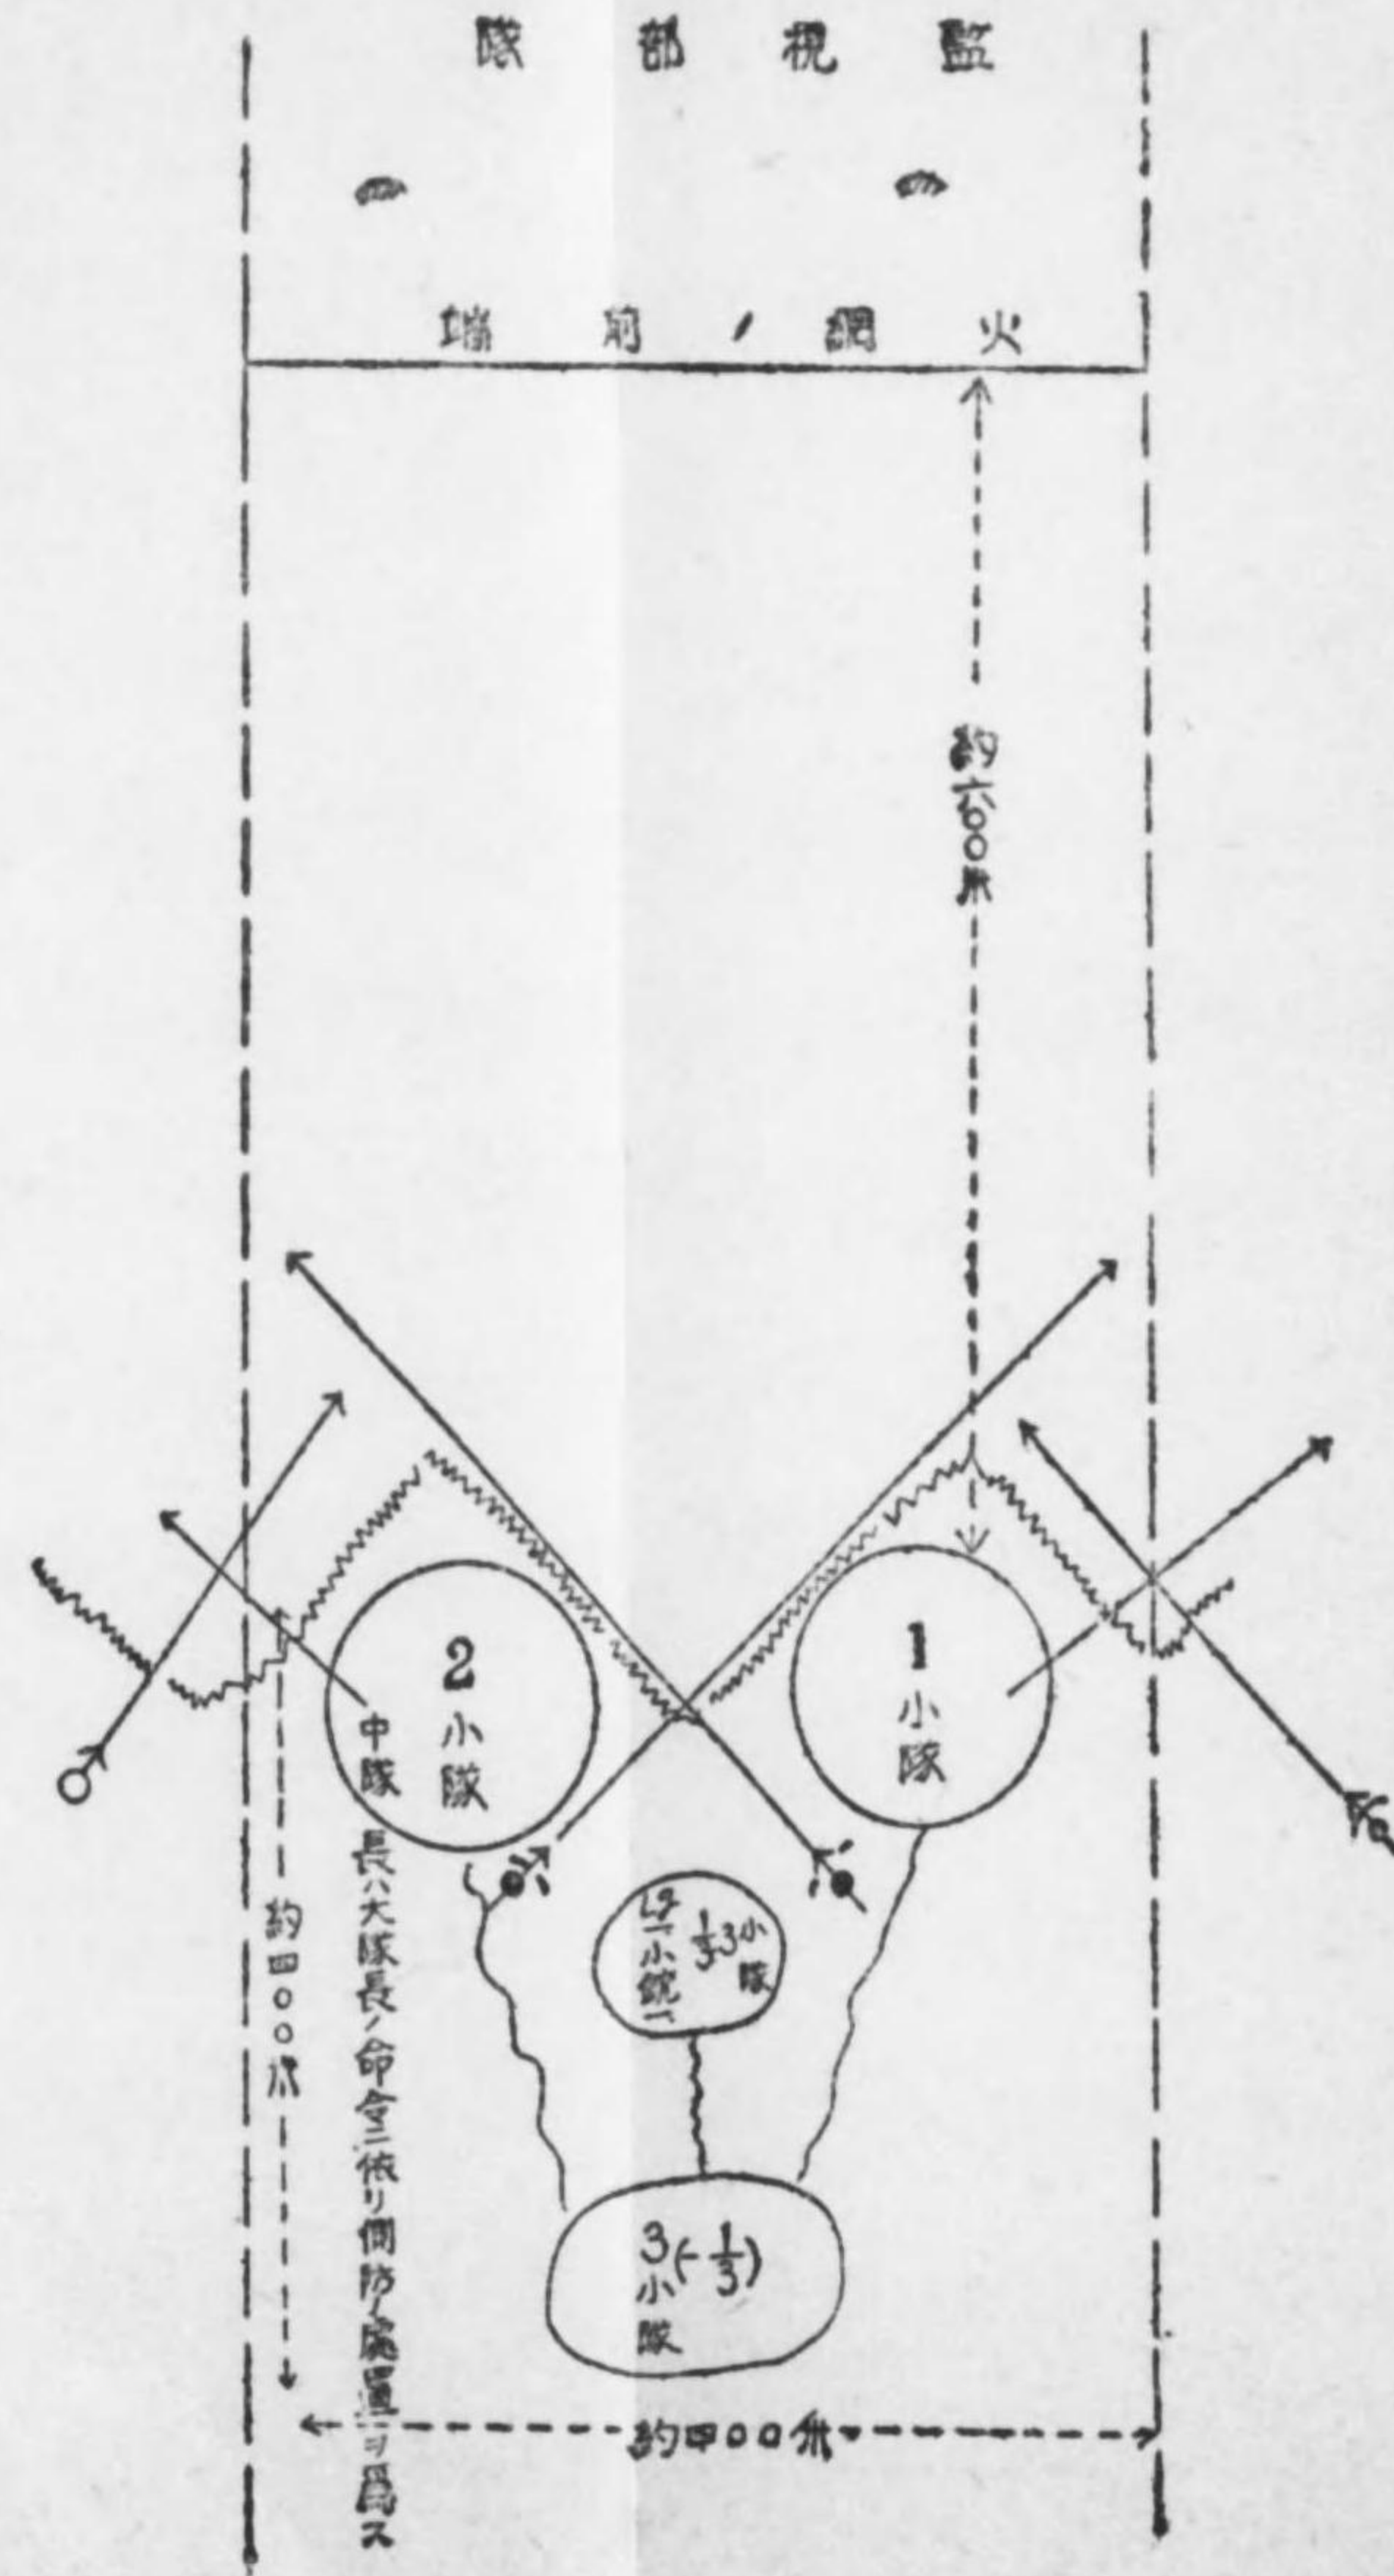 監視部隊
火網ノ前端
約六〇〇米
1
小
隊
2
小
隊
中隊長ハ大隊長ノ命令ニ依リ側防ノ處置ヲ爲ス
約四〇〇米
1/3 3小隊
3(-1/3)
小
隊
約四〇〇米